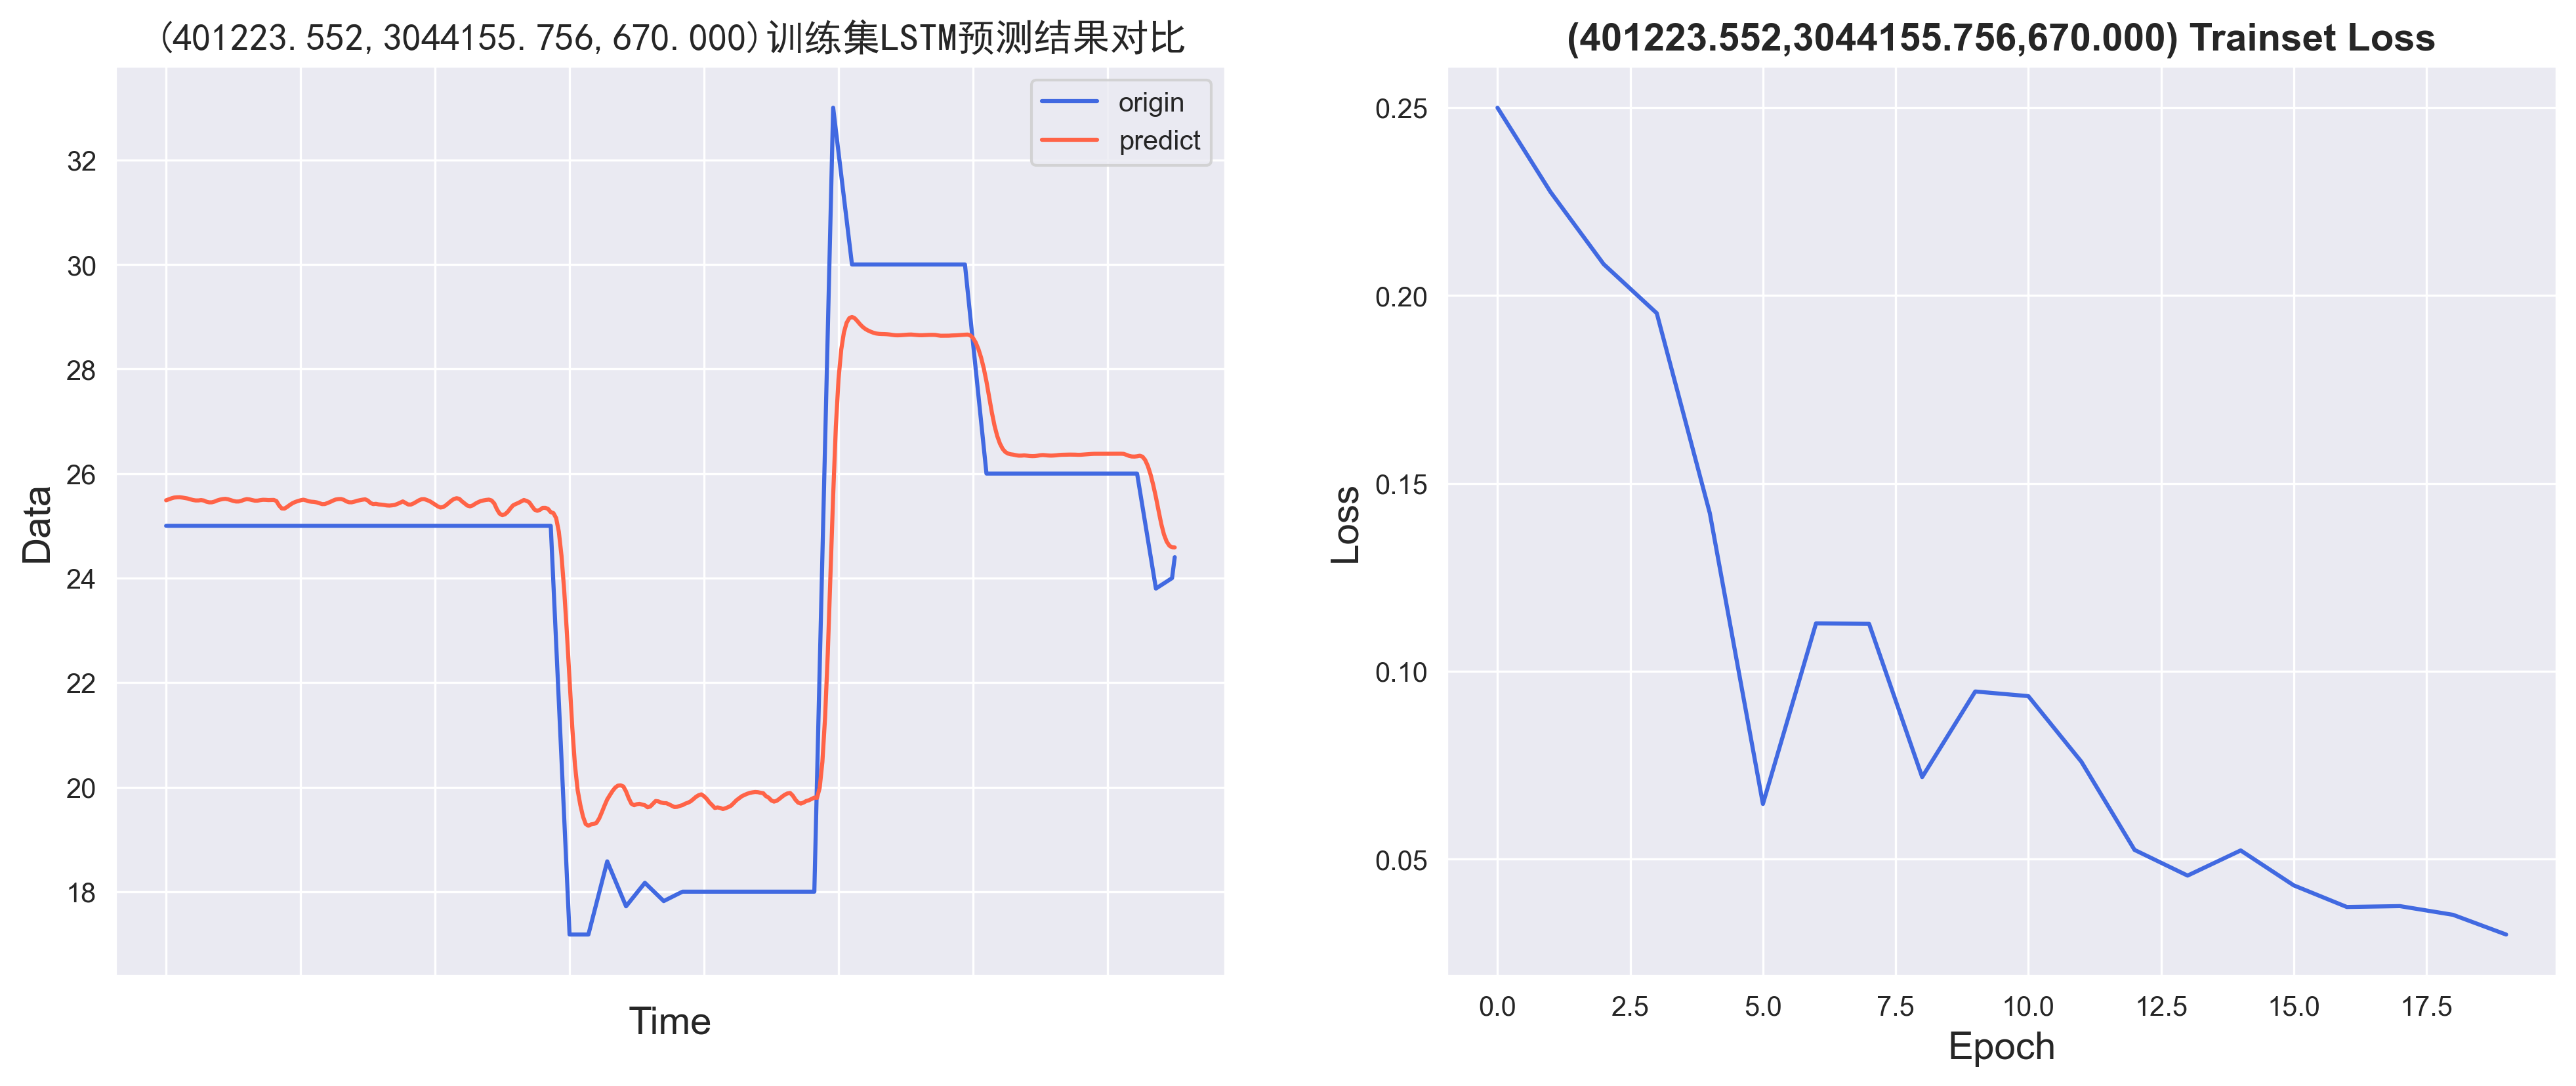 (401223.552,3044155.756,670.000)训练集LSTM预测结果对比
origin
predict
32
30
28
26
24
22
20
18
Data
Time
(401223.552,3044155.756,670.000) Trainset Loss
0.25
0.20
0.15
0.10
0.05
Loss
0.0 2.5 5.0 7.5 10.0 12.5 15.0 17.5
Epoch